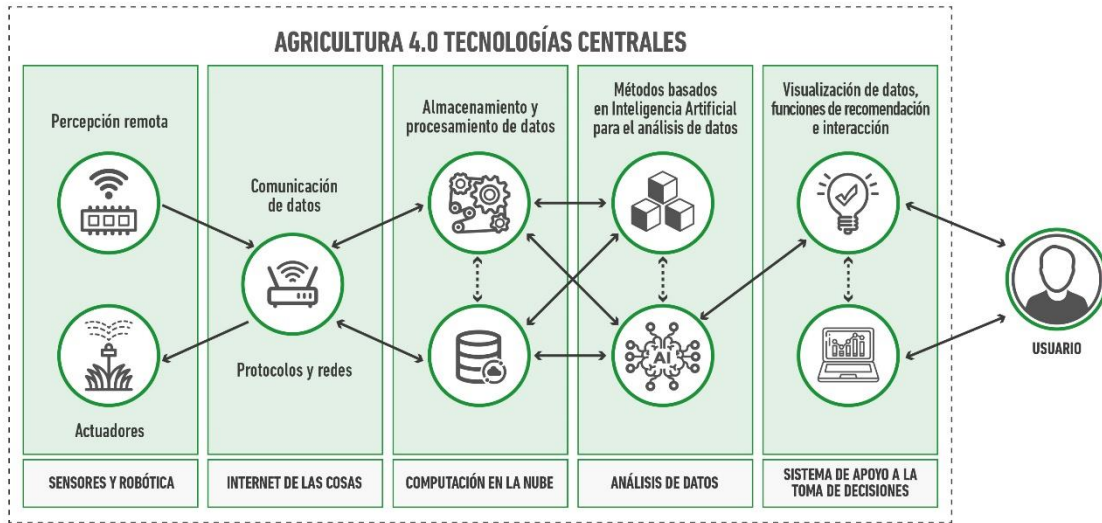 AGRICULTURA 4.0 TECNOLOGÍAS CENTRALES
Percepción remota
Actuadores
SENSORES Y ROBÓTICA
Comunicación
de datos
Protocolos y redes
INTERNET DE LAS COSAS
Almacenamiento y
procesamiento de datos
COMPUTACIÓN EN LA NUBE
Métodos basados
en Inteligencia Artificial
para el análisis de datos
AI
ANÁLISIS DE DATOS
Visualización de datos,
funciones de recomendación
e interacción
SISTEMA DE APOYO A LA
TOMA DE DECISIONES
USUARIO